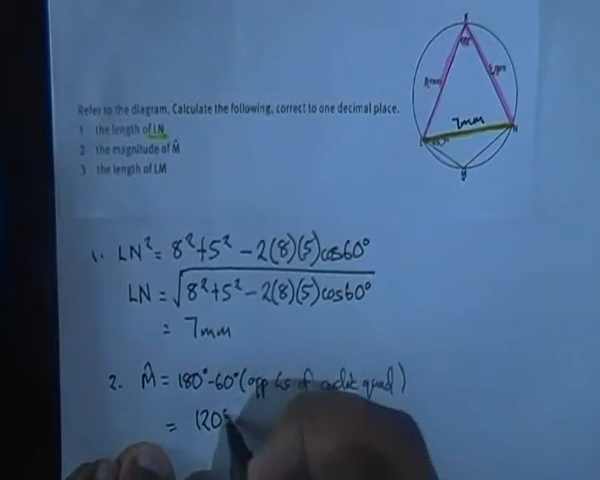 K
8mm
5mm
7mm
N
M
Refer to the diagram. Calculate the following, correct to one decimal place.
1 the length of LN
2 the magnitude of M̂
3 the length of LM
1. LN² = 8²+5² - 2(8)(5)cos60°
LN = √8²+5² - 2(8)(5)cos60°
= 7mm
2. M̂ = 180°-60° (opp ∠s of cyclic quad)
= 120°